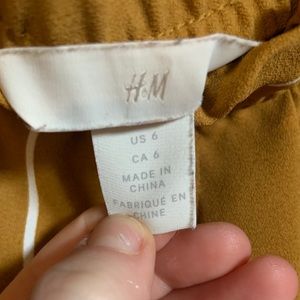 H&M
US 6
CA 6
MADE IN
CHINA
FABRIQUÉ EN
CHINE